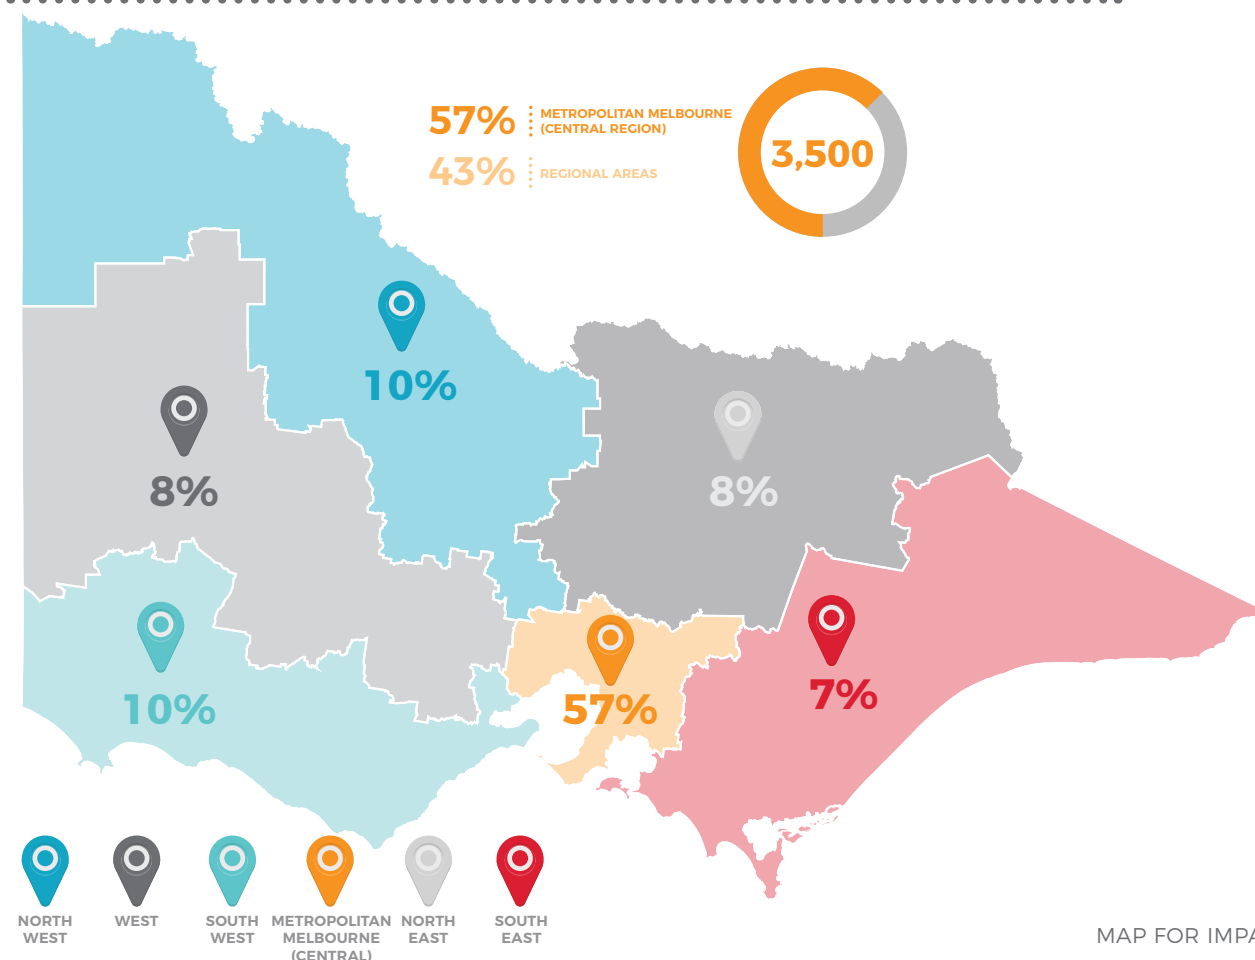 57%
METROPOLITAN MELBOURNE
(CENTRAL REGION)
43%
REGIONAL AREAS
3,500
10%
8%
8%
10%
57%
7%
NORTH
WEST
WEST
SOUTH
WEST
METROPOLITAN
MELBOURNE
(CENTRAL)
NORTH
EAST
SOUTH
EAST
MAP FOR IMPA